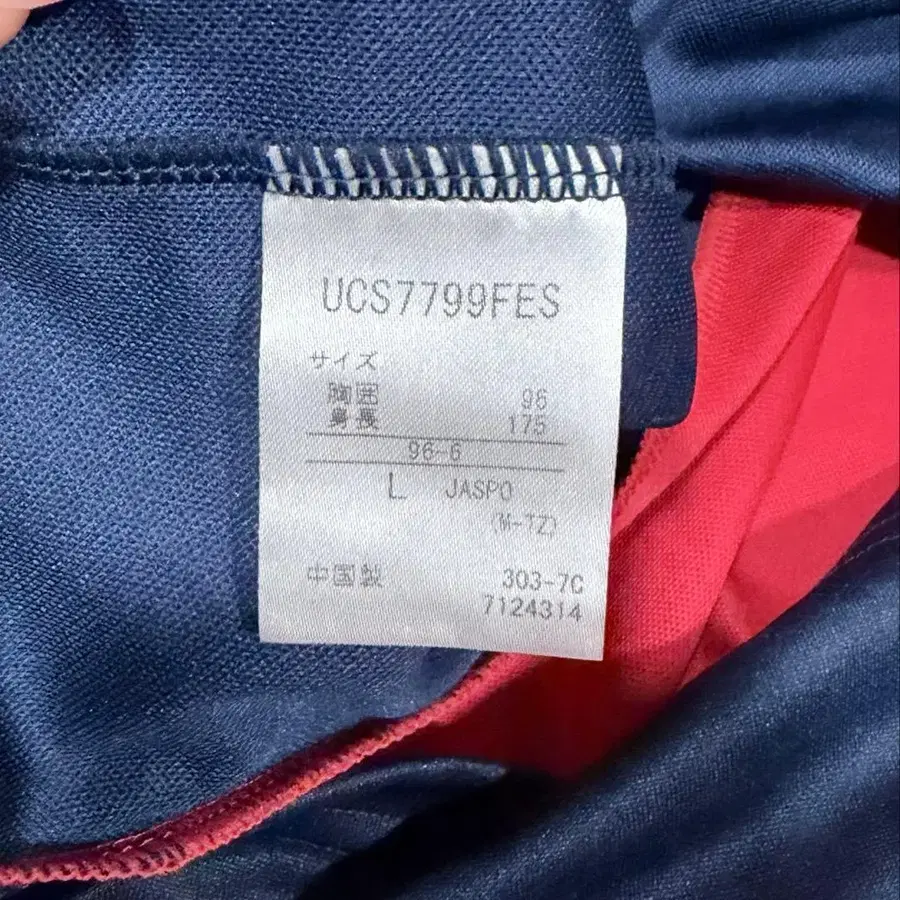 UCS7799FES
サイズ
胸囲 96
身長 175
96-6
L JASPO
(M-TZ)
中国製 303-7C
7124314